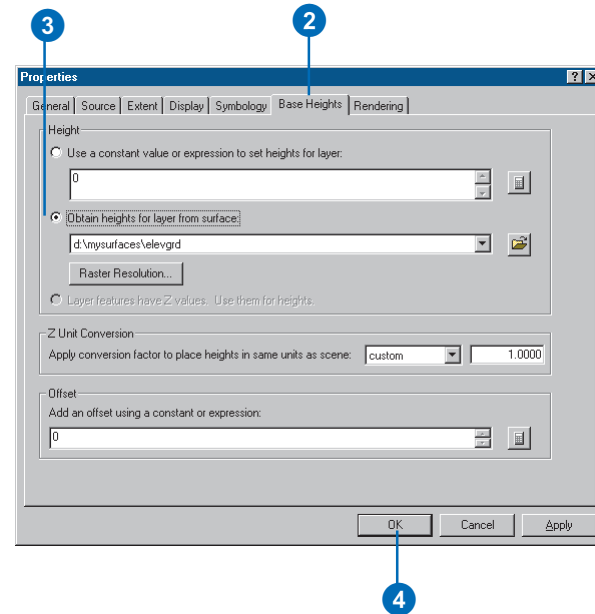 3
2
Properties
General Source Extent Display Symbology Base Heights Rendering
Height
Use a constant value or expression to set heights for layer:
0
Obtain heights for layer from surface:
d:\mysurfaces\elevgrd
Raster Resolution...
Layer features have Z values. Use them for heights.
Z Unit Conversion
Apply conversion factor to place heights in same units as scene: custom 1.0000
Offset
Add an offset using a constant or expression:
0
OK Cancel Apply
4